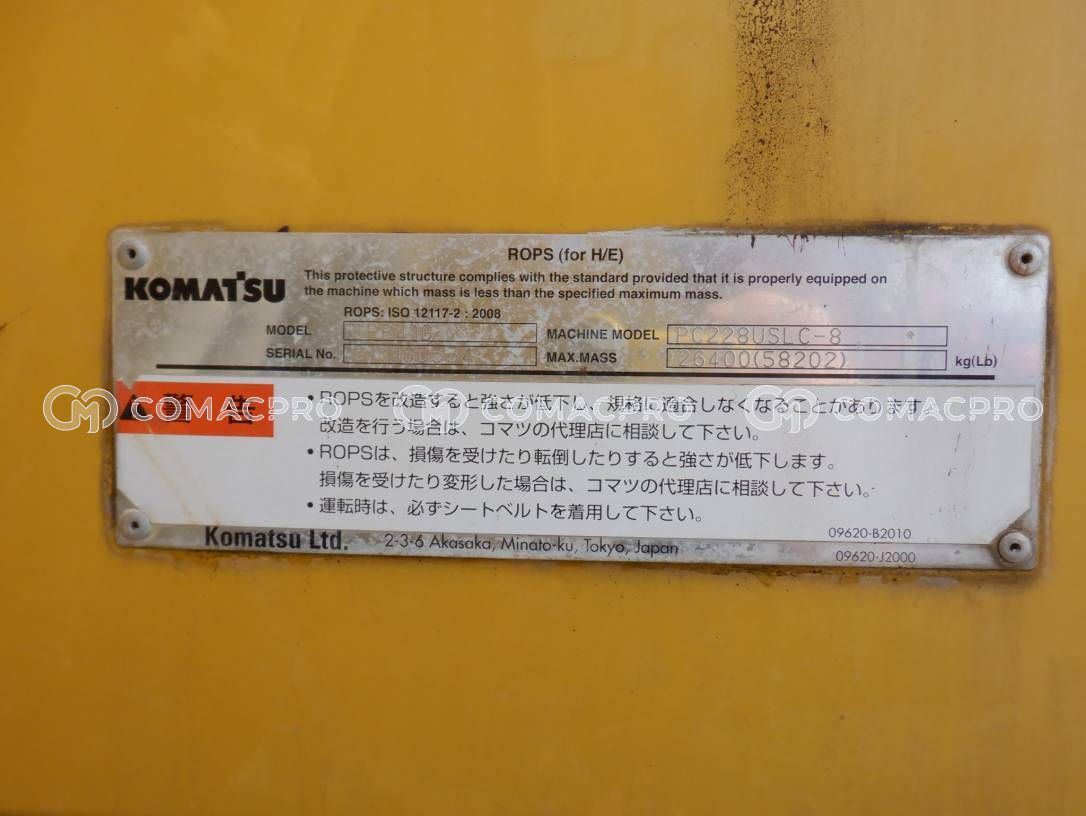 ROPS (for H/E)
KOMATSU
This protective structure complies with the standard provided that it is properly equipped on
the machine which mass is less than the specified maximum mass.
ROPS: ISO 12117-2 : 2008
MODEL
MACHINE MODEL PC228USLC-8
SERIAL No.
MAX.MASS 26400(58202) kg(Lb)
警告
• ROPSを改造すると強さが低下し、規格に適合しなくなることがあります
改造を行う場合は、コマツの代理店に相談して下さい。
• ROPSは、損傷を受けたり転倒したりすると強さが低下します。
損傷を受けたり変形した場合は、コマツの代理店に相談して下さい。
• 運転時は、必ずシートベルトを着用して下さい。
09620-B2010
Komatsu Ltd. 2-3-6 Akasaka, Minato-ku, Tokyo, Japan
09620-J2000
COMACPRO COMACPRO COMACPRO